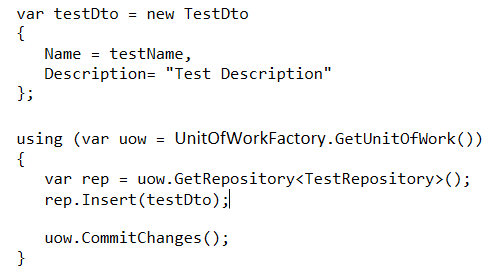 var testDto = new TestDto
{
    Name = testName,
    Description= "Test Description"
};

using (var uow = UnitOfWorkFactory.GetUnitOfWork())
{
    var rep = uow.GetRepository<TestRepository>();
    rep.Insert(testDto);

    uow.CommitChanges();
}